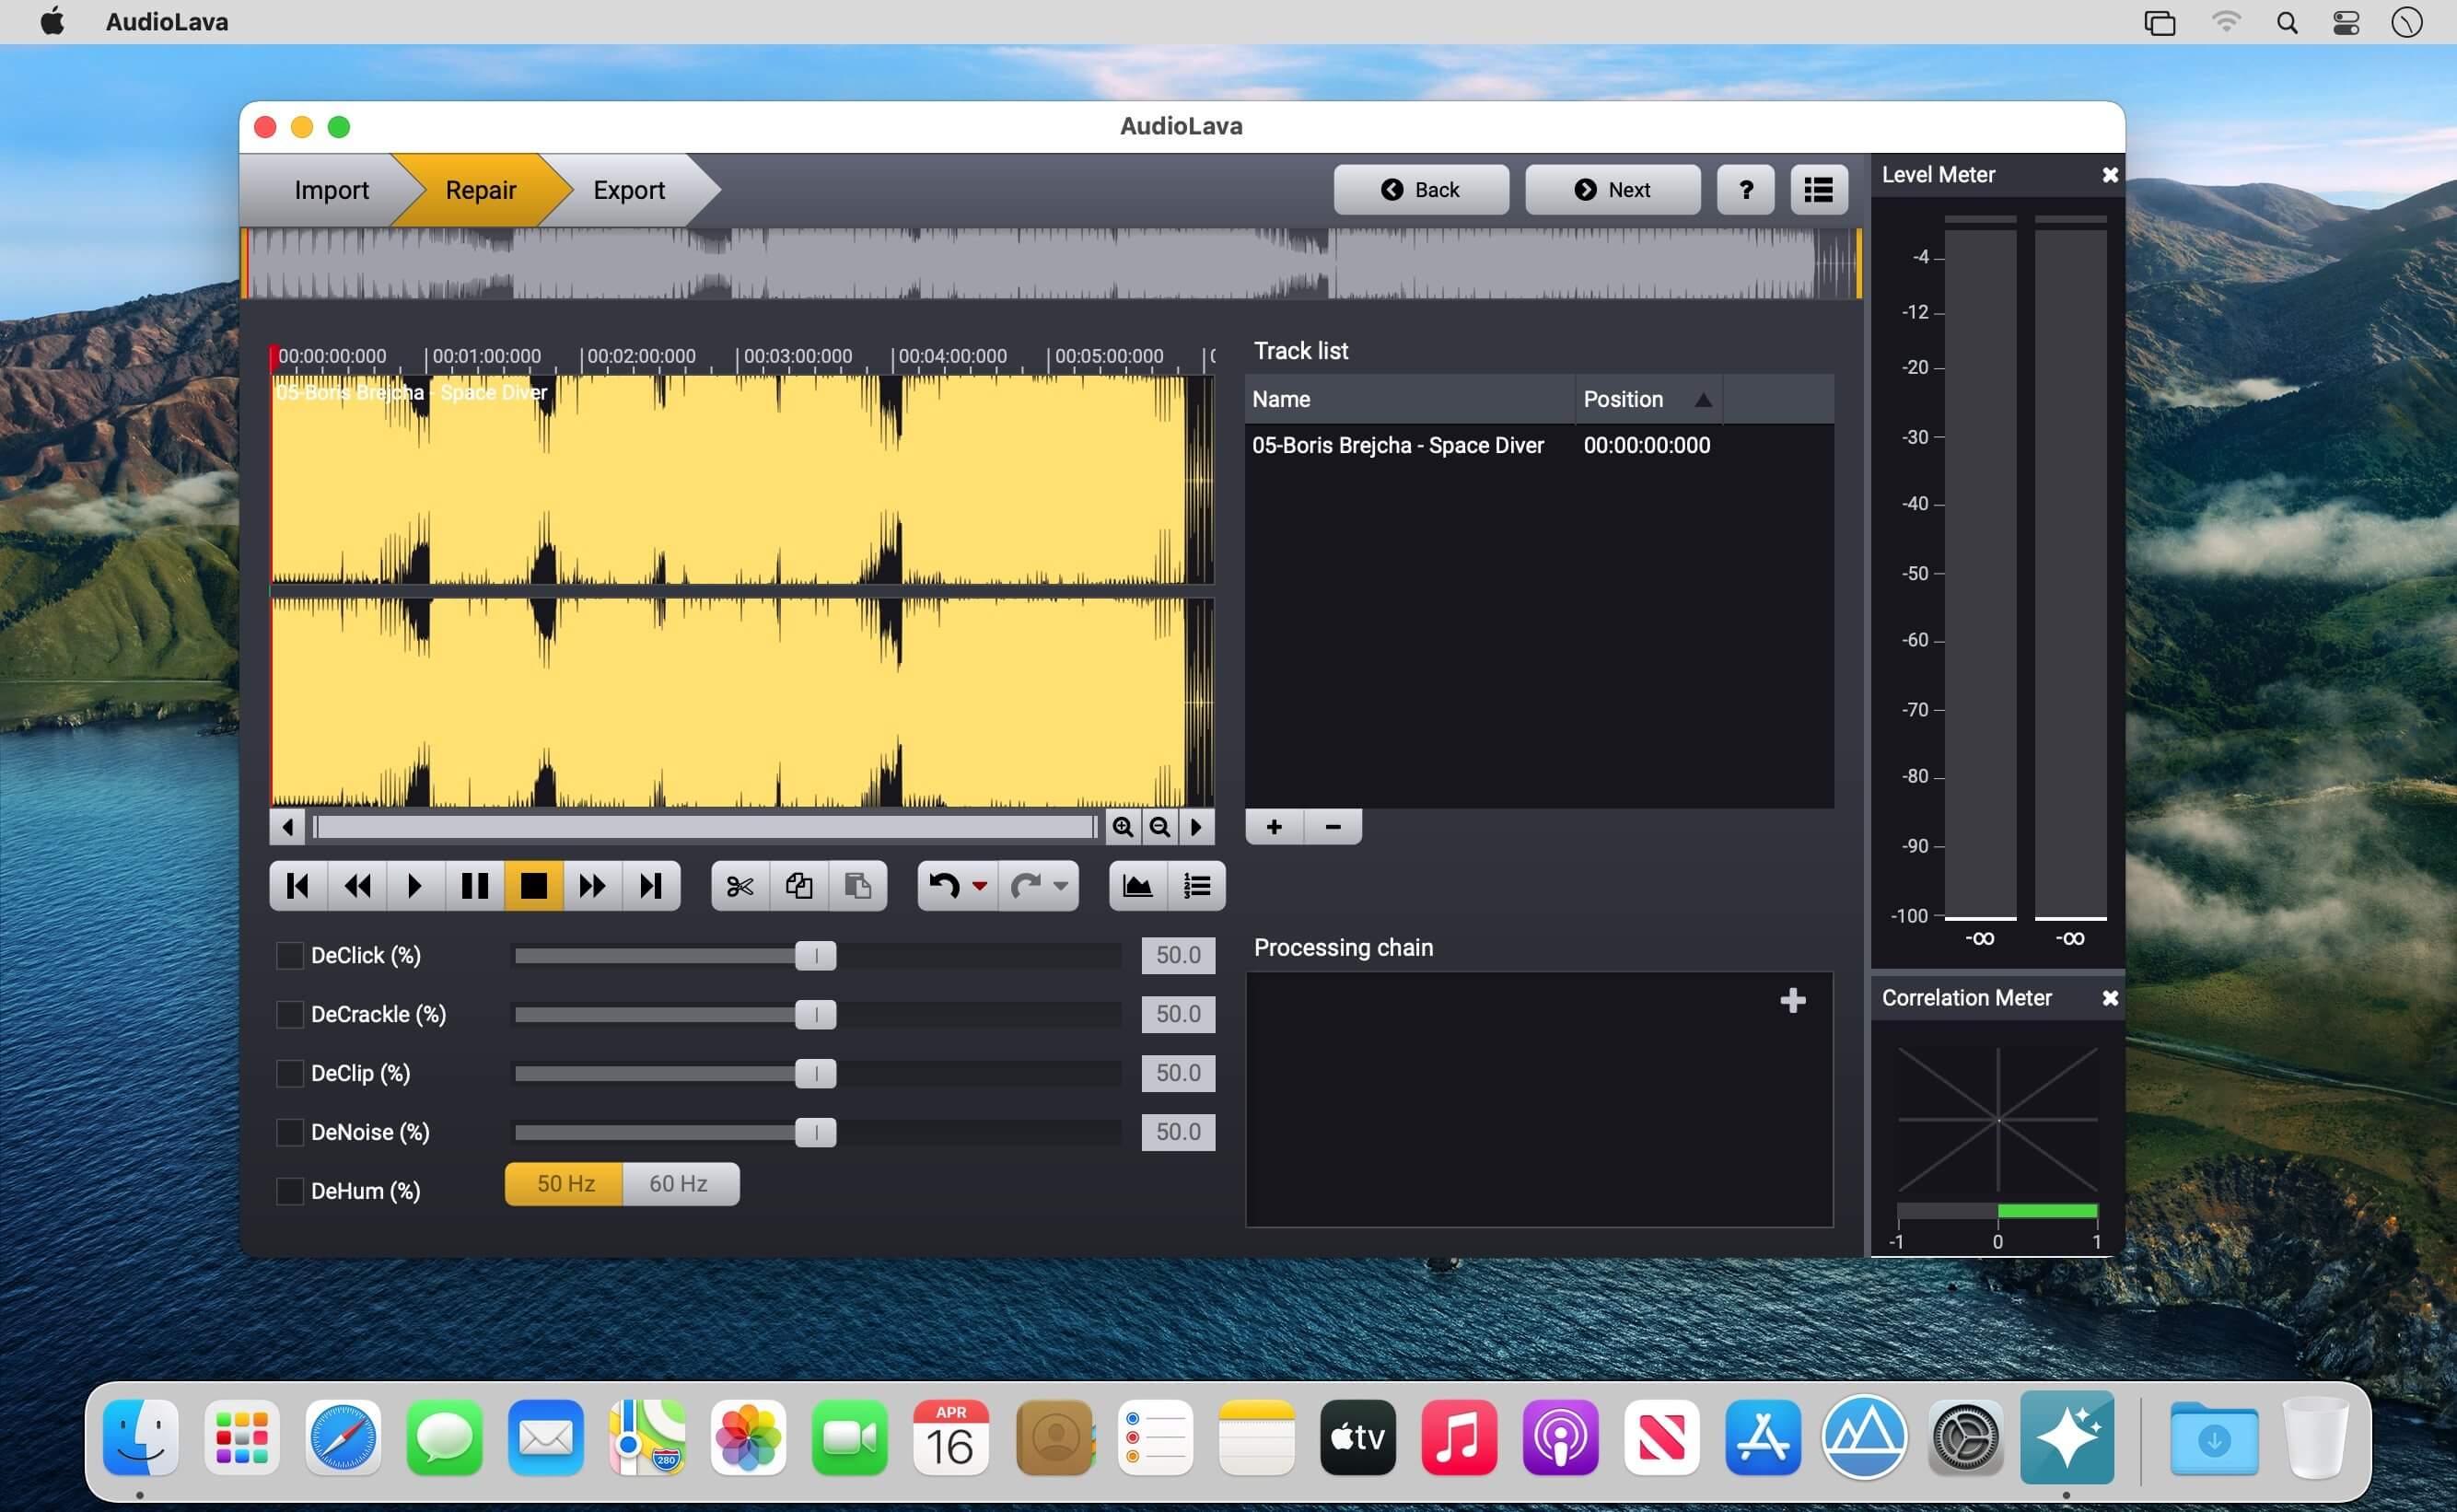 AudioLava
AudioLava
Import
Repair
Export
Back
Next
?
Level Meter
00:00:00:000
00:01:00:000
00:02:00:000
00:03:00:000
00:04:00:000
00:05:00:000
05-Boris Brejcha - Space Diver
Track list
Name
Position
05-Boris Brejcha - Space Diver
00:00:00:000
-4
-12
-20
-30
-40
-50
-60
-70
-80
-90
-100
-∞
-∞
DeClick (%)
50.0
DeCrackle (%)
50.0
DeClip (%)
50.0
DeNoise (%)
50.0
DeHum (%)
50 Hz
60 Hz
Processing chain
Correlation Meter
-1
0
1
280
APR
16
tv